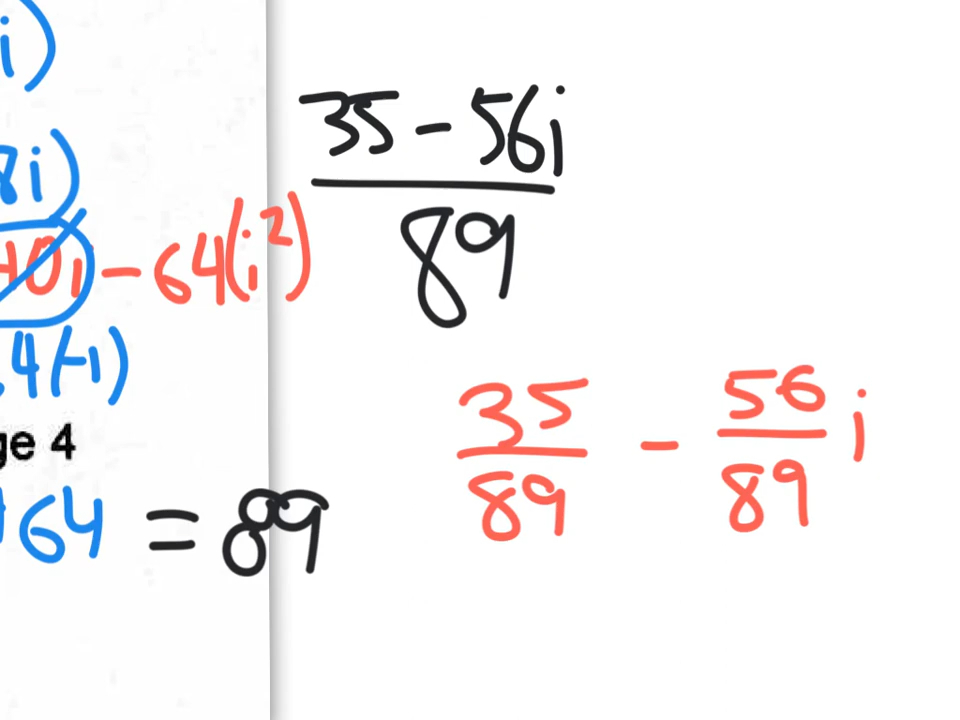 i)
8i)
40i - 64(i²)
4(-1)
ge 4
+64 = 89
35 - 56i
89
35/89 - 56/89 i